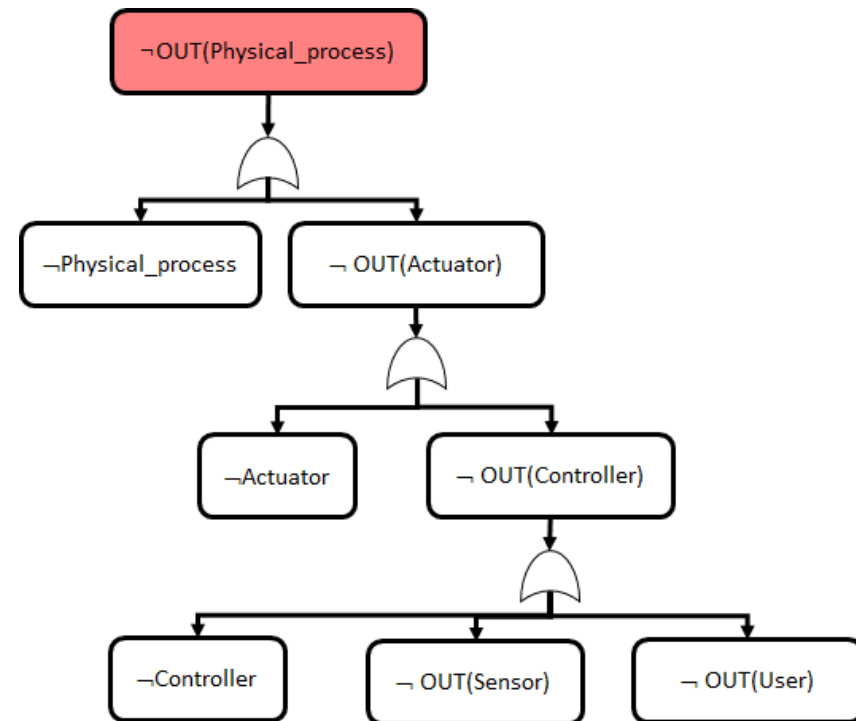 ¬OUT(Physical_process)
¬Physical_process
¬ OUT(Actuator)
¬Actuator
¬ OUT(Controller)
¬Controller
¬ OUT(Sensor)
¬ OUT(User)